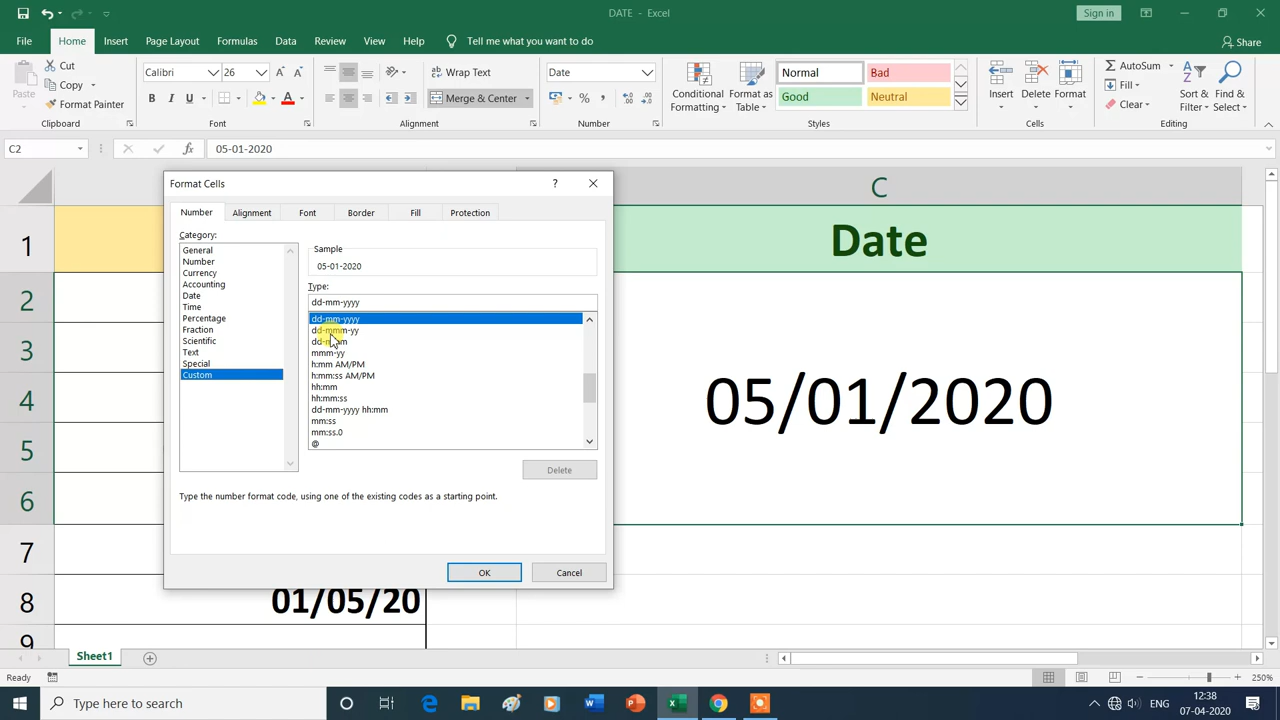 DATE - Excel
Sign in
File Home Insert Page Layout Formulas Data Review View Help Tell me what you want to do Share
Paste
Cut
Copy
Format Painter
Clipboard
Calibri 26
B I U
Font
Wrap Text
Merge & Center
Alignment
Date
%
Number
Conditional Formatting
Format as Table
Normal Bad
Good Neutral
Styles
Insert Delete Format
Cells
AutoSum
Fill
Clear
Sort & Filter
Find & Select
Editing
C2 fx 05-01-2020
Format Cells ?
Number Alignment Font Border Fill Protection
Category:
General
Number
Currency
Accounting
Date
Time
Percentage
Fraction
Scientific
Text
Special
Custom
Sample
05-01-2020
Type:
dd-mm-yyyy
dd-mm-yyyy
dd-mmm-yy
dd-mmm
mmm-yy
h:mm AM/PM
h:mm:ss AM/PM
hh:mm
hh:mm:ss
dd-mm-yyyy hh:mm
mm:ss
mm:ss.0
@
Delete
Type the number format code, using one of the existing codes as a starting point.
OK Cancel
C
1 Date
2
3
4 05/01/2020
5
6
7
8 01/05/20
9
Sheet1
Ready
250%
Type here to search
ENG
12:38
07-04-2020